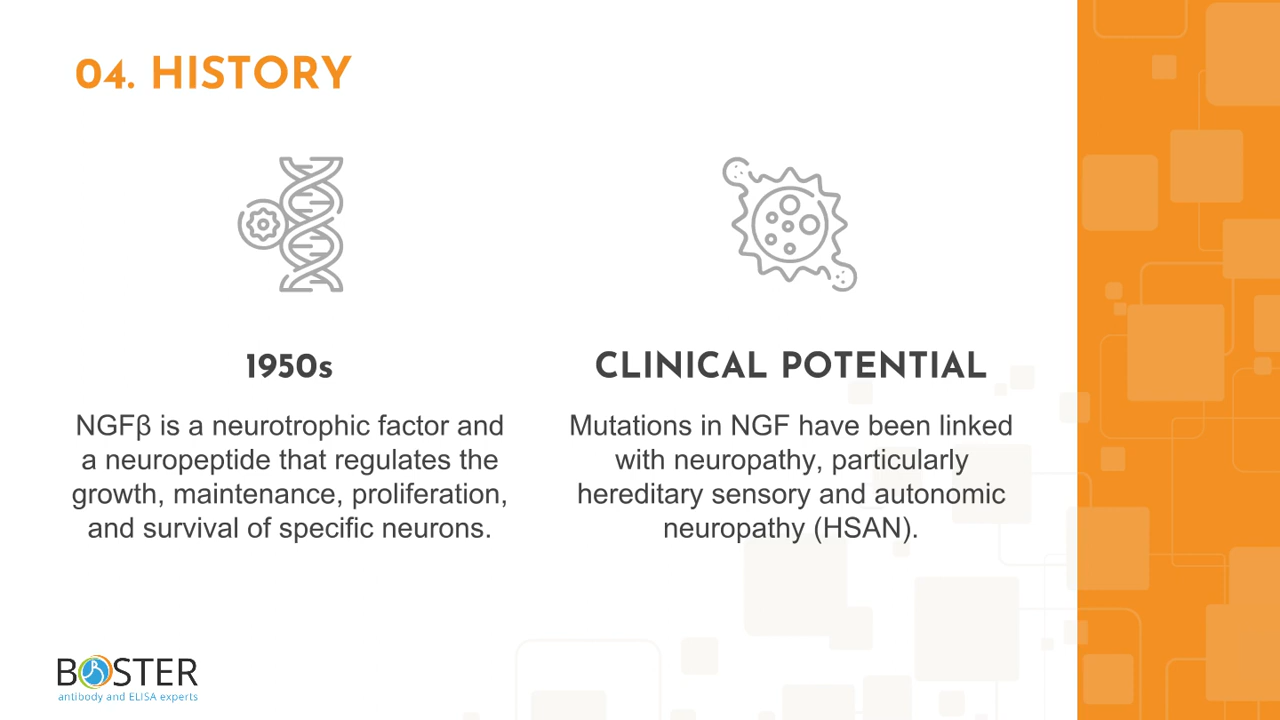 04. HISTORY
1950s
NGFβ is a neurotrophic factor and
a neuropeptide that regulates the
growth, maintenance, proliferation,
and survival of specific neurons.
CLINICAL POTENTIAL
Mutations in NGF have been linked
with neuropathy, particularly
hereditary sensory and autonomic
neuropathy (HSAN).
BOSTER
antibody and ELISA experts